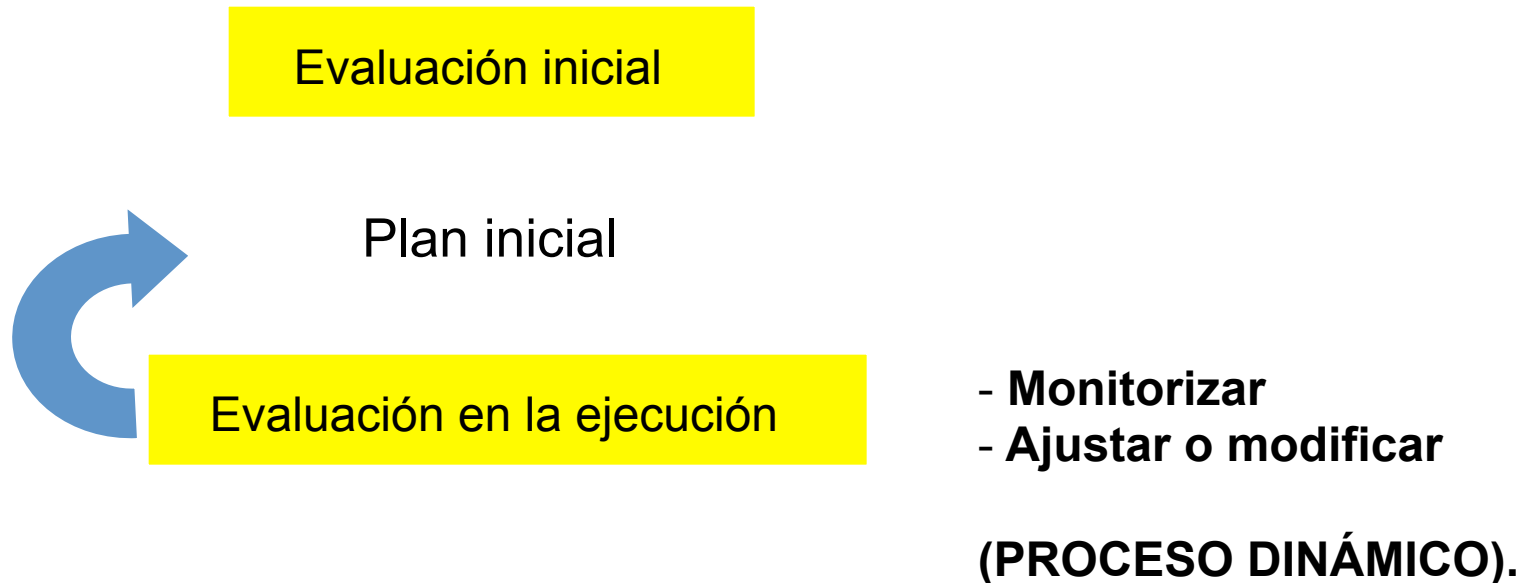 Evaluación inicial
Plan inicial
Evaluación en la ejecución
- Monitorizar
- Ajustar o modificar
(PROCESO DINÁMICO).